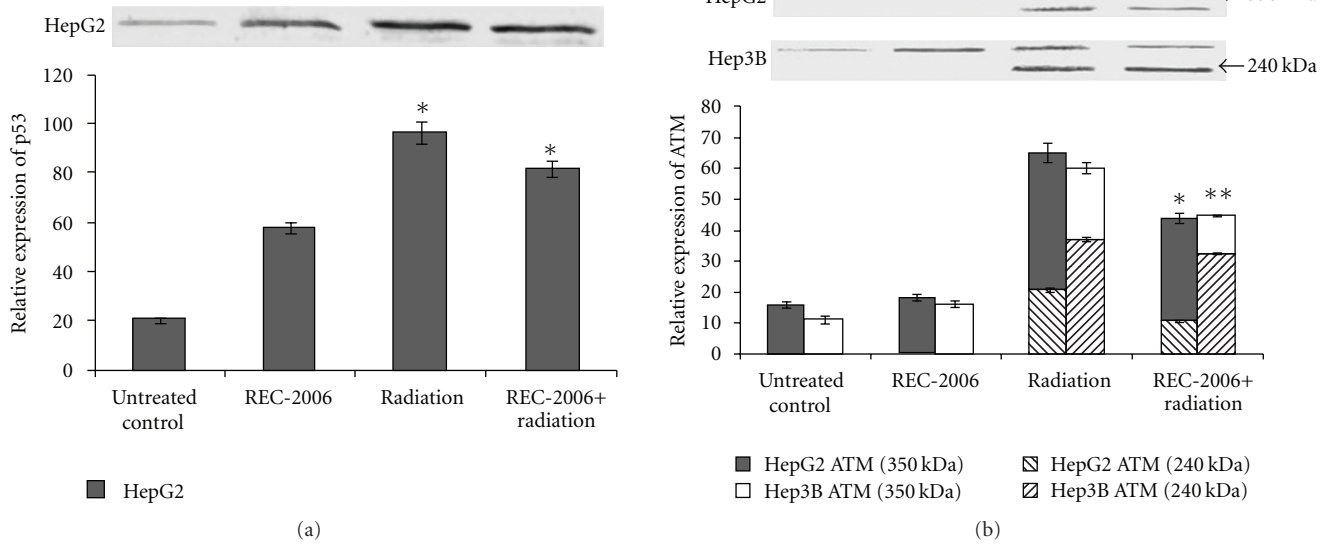 HepG2
120
100
80
60
40
20
0
Relative expression of p53
*
*
Untreated control
REC-2006
Radiation
REC-2006+ radiation
HepG2
(a)
HepG2
Hep3B
240 kDa
80
70
60
50
40
30
20
10
0
Relative expression of ATM
* **
Untreated control
REC-2006
Radiation
REC-2006+ radiation
HepG2 ATM (350 kDa)
HepG2 ATM (240 kDa)
Hep3B ATM (350 kDa)
Hep3B ATM (240 kDa)
(b)